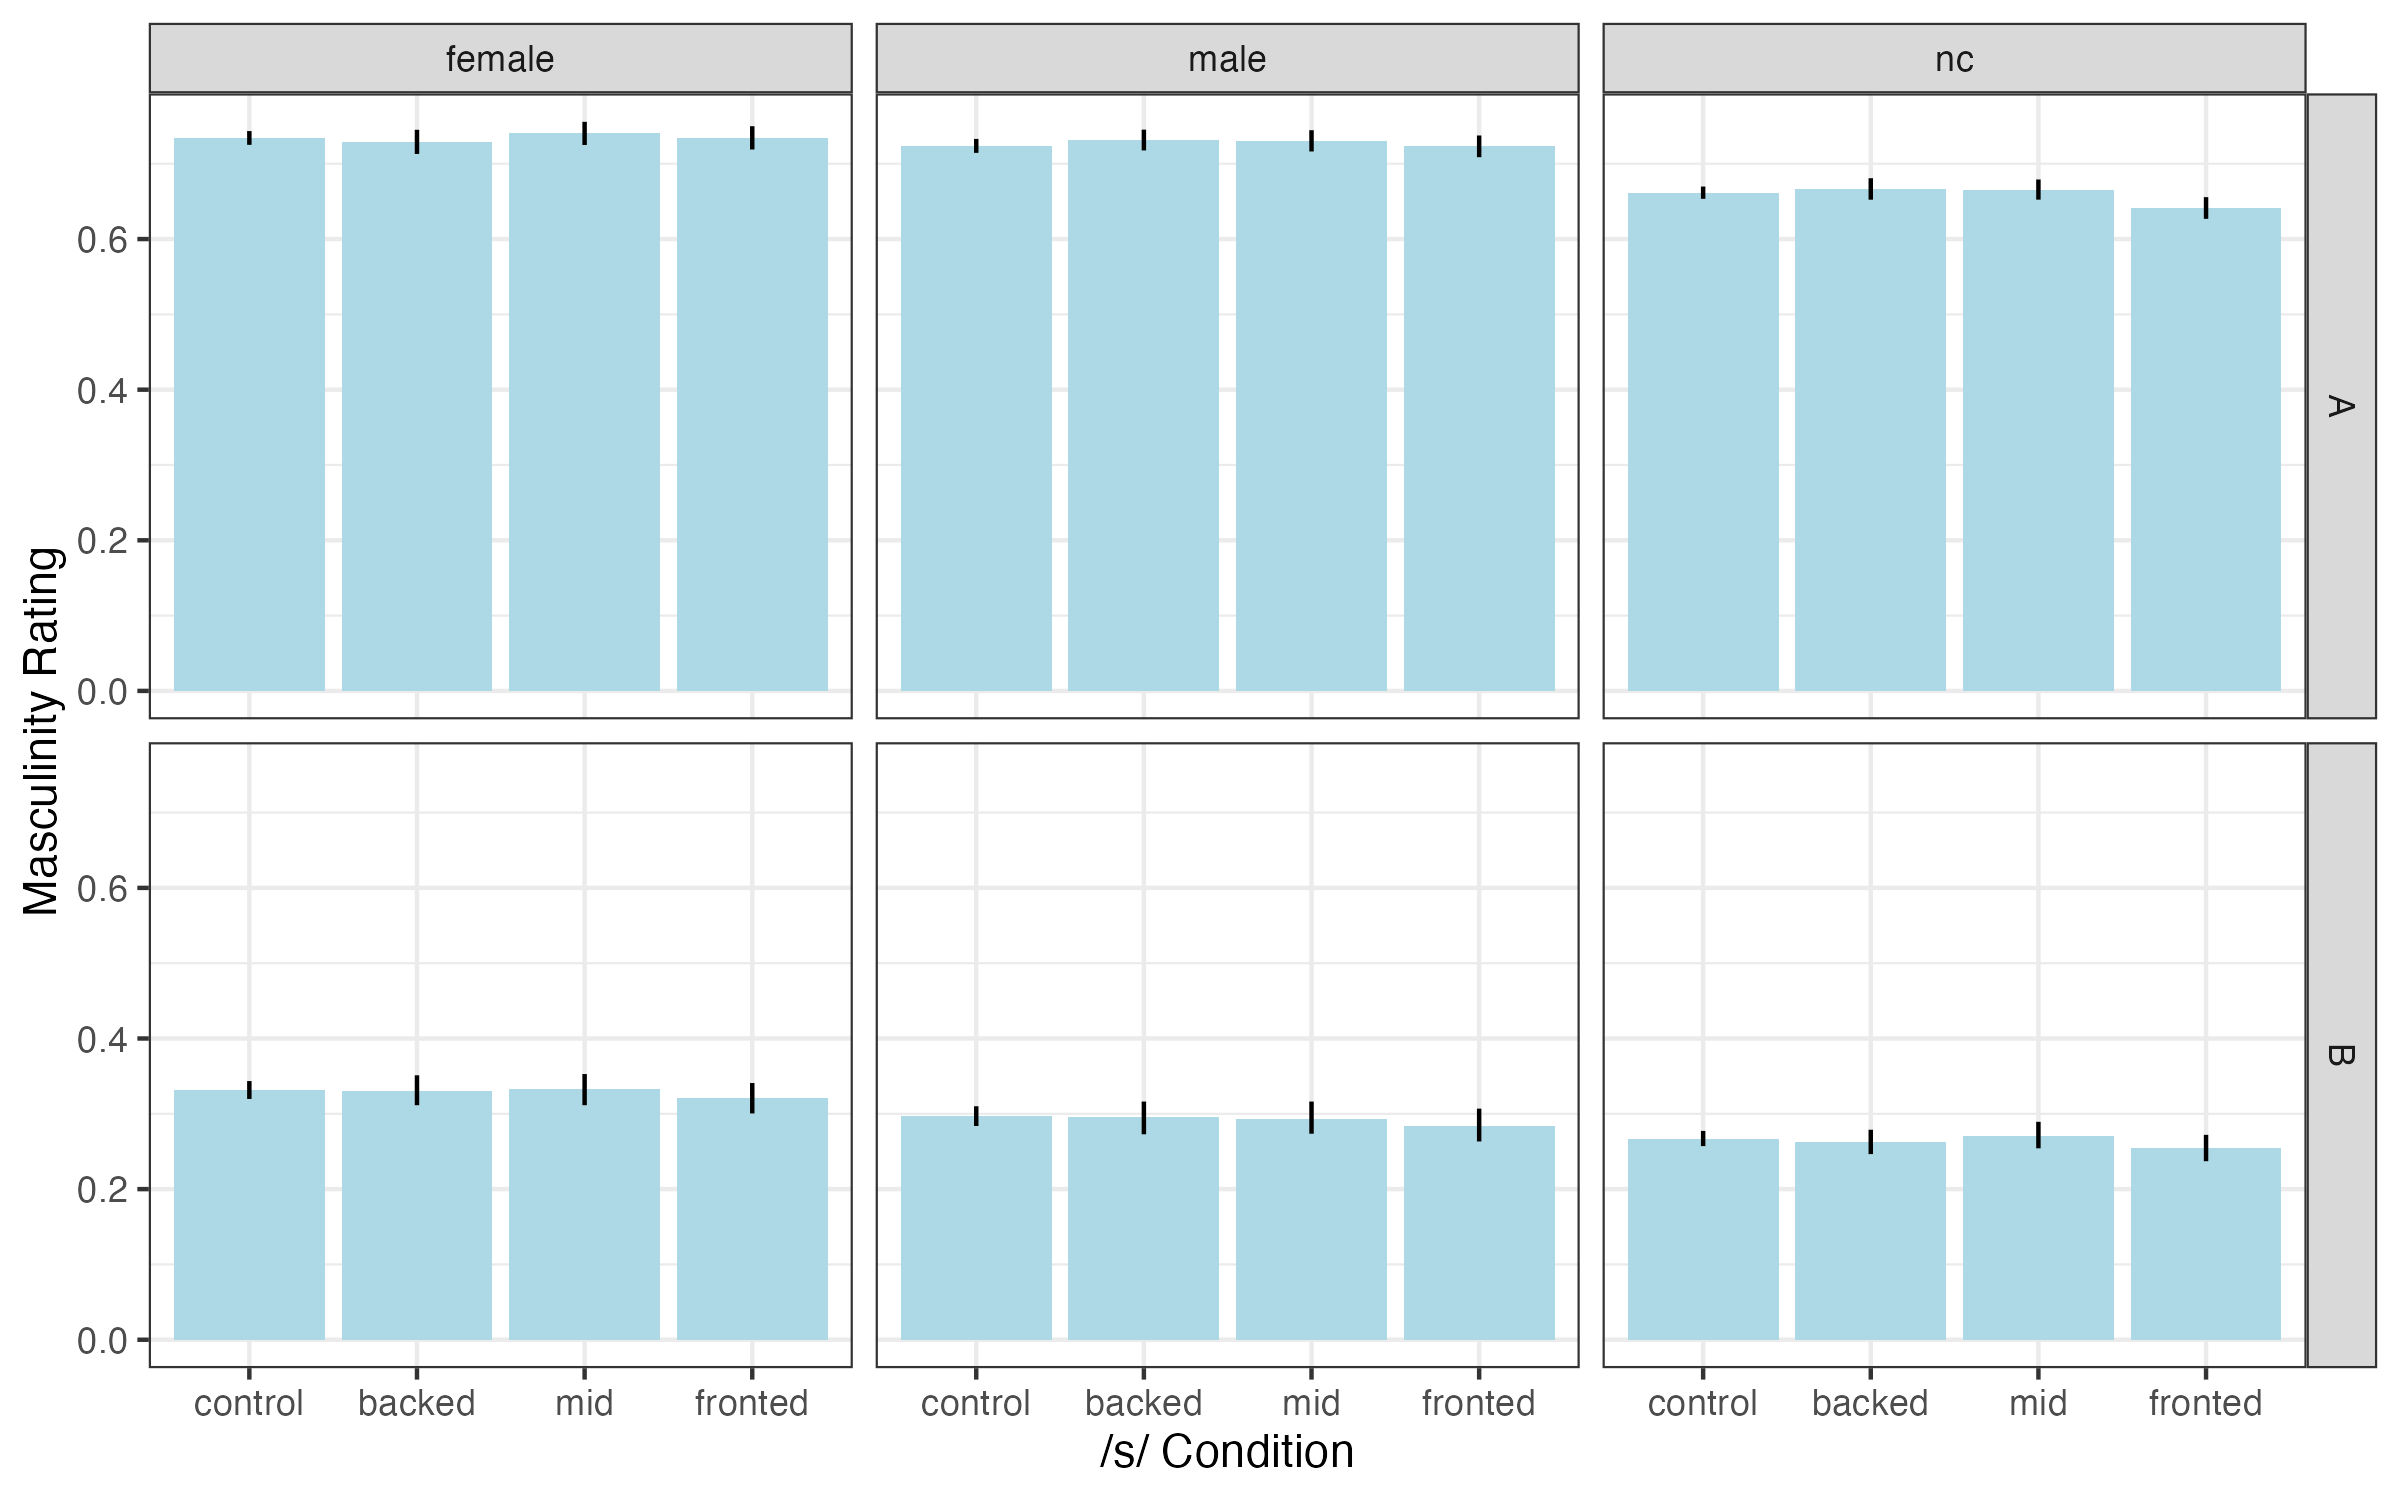 female
male
nc
A
B
Masculinity Rating
0.6
0.4
0.2
0.0
0.6
0.4
0.2
0.0
control backed mid fronted
control backed mid fronted
control backed mid fronted
/s/ Condition